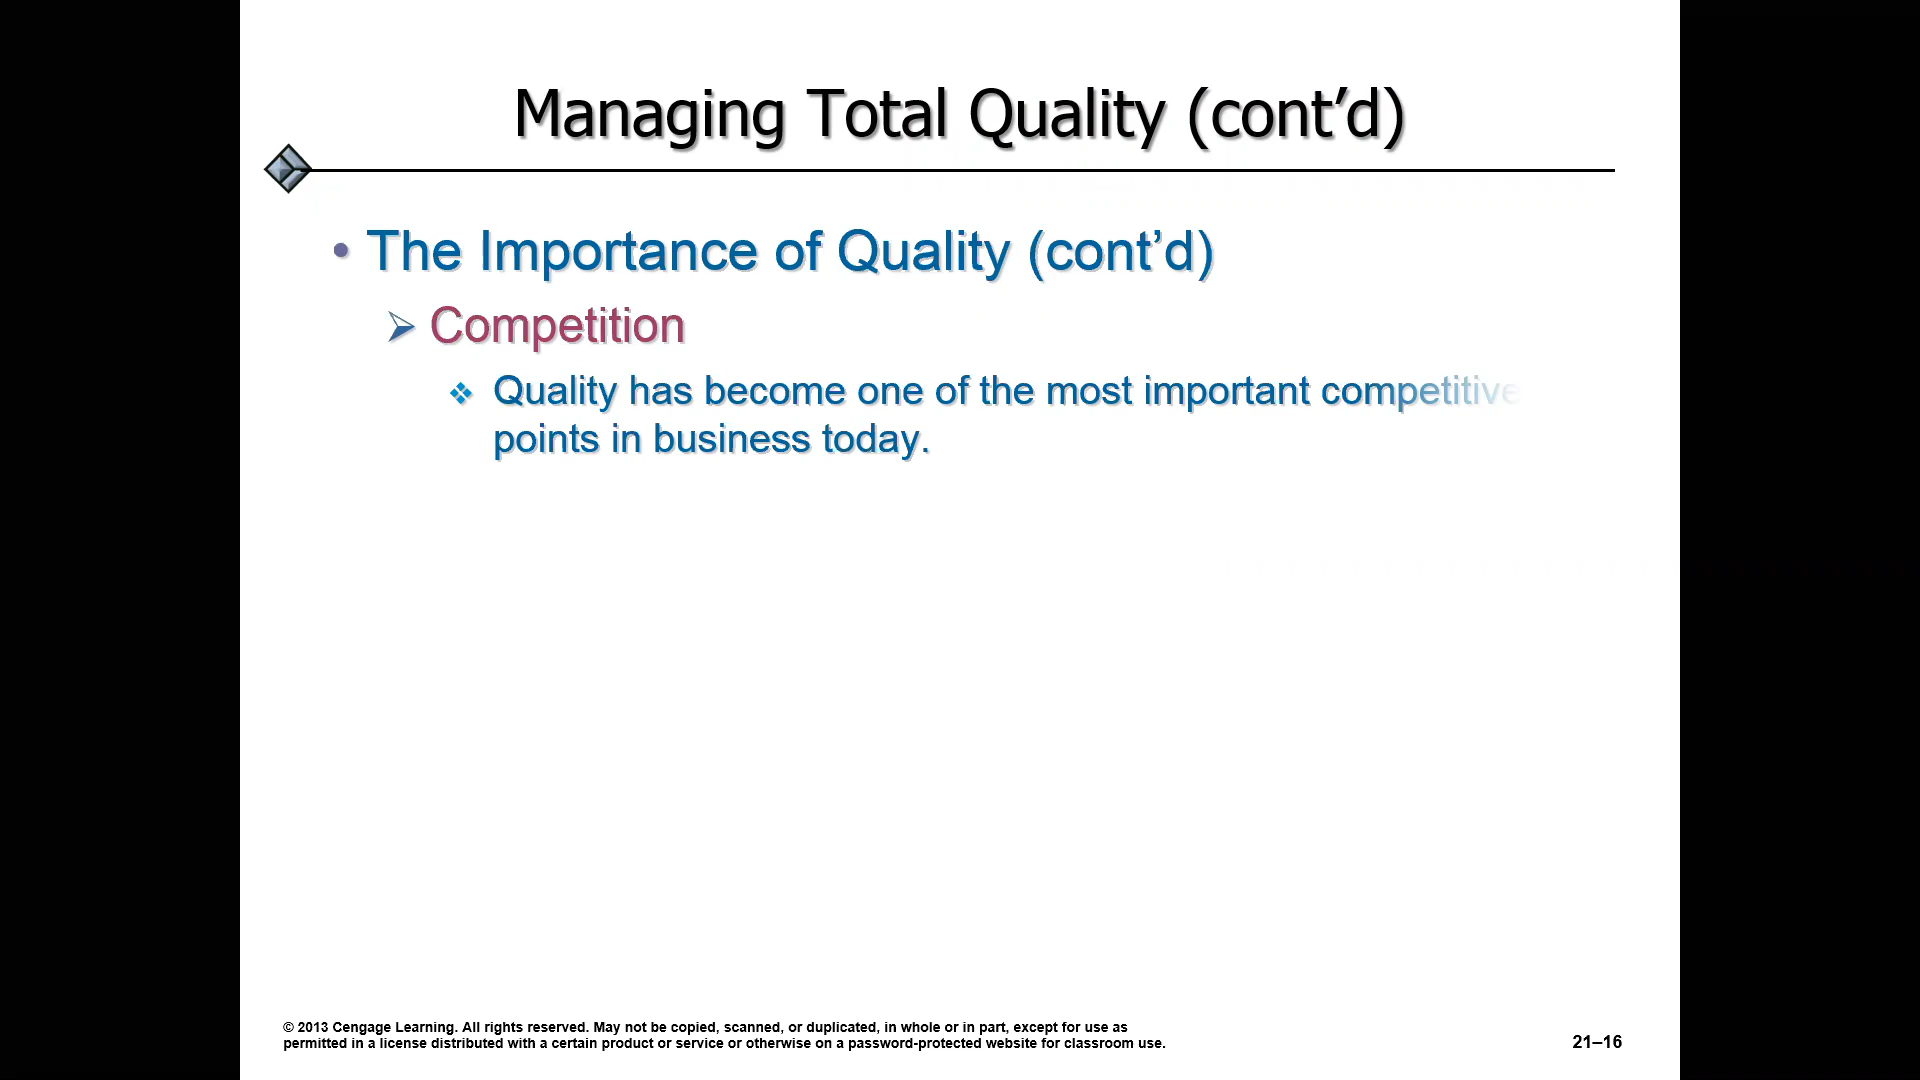 Managing Total Quality (cont’d)
• The Importance of Quality (cont’d)
➢ Competition
❖ Quality has become one of the most important competitive
points in business today.
© 2013 Cengage Learning. All rights reserved. May not be copied, scanned, or duplicated, in whole or in part, except for use as
permitted in a license distributed with a certain product or service or otherwise on a password-protected website for classroom use.
21–16